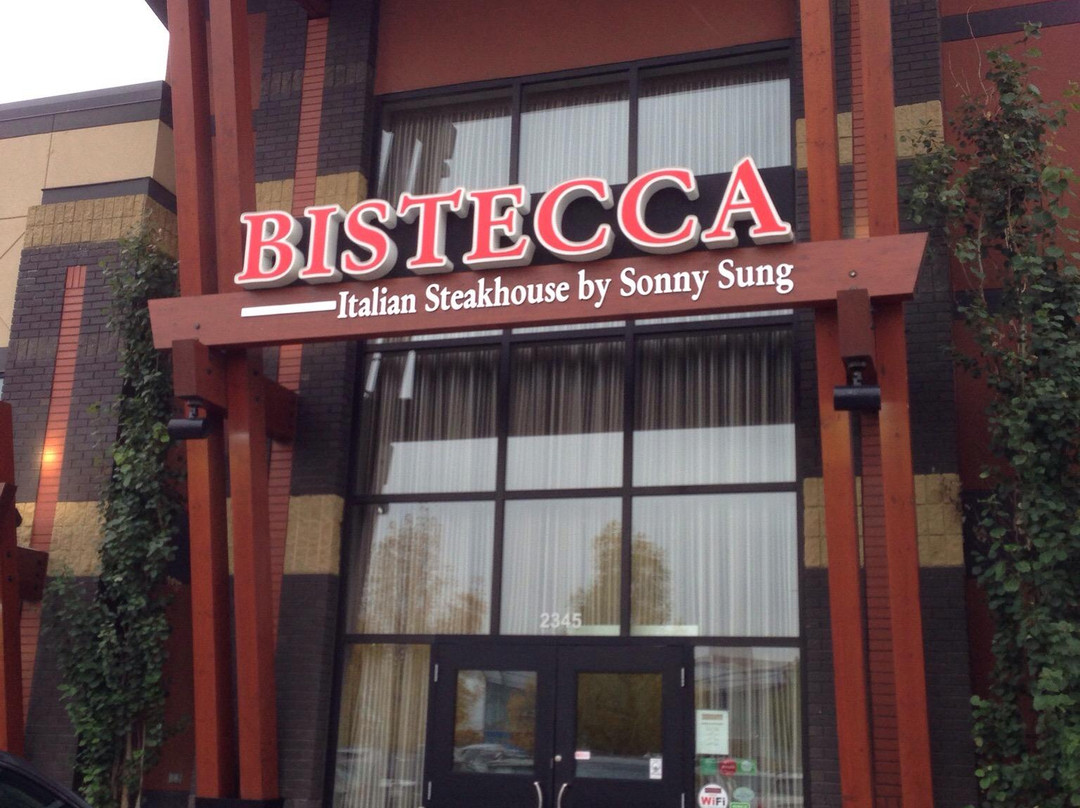 BISTECCA
Italian Steakhouse by Sonny Sung
2345
WiFi